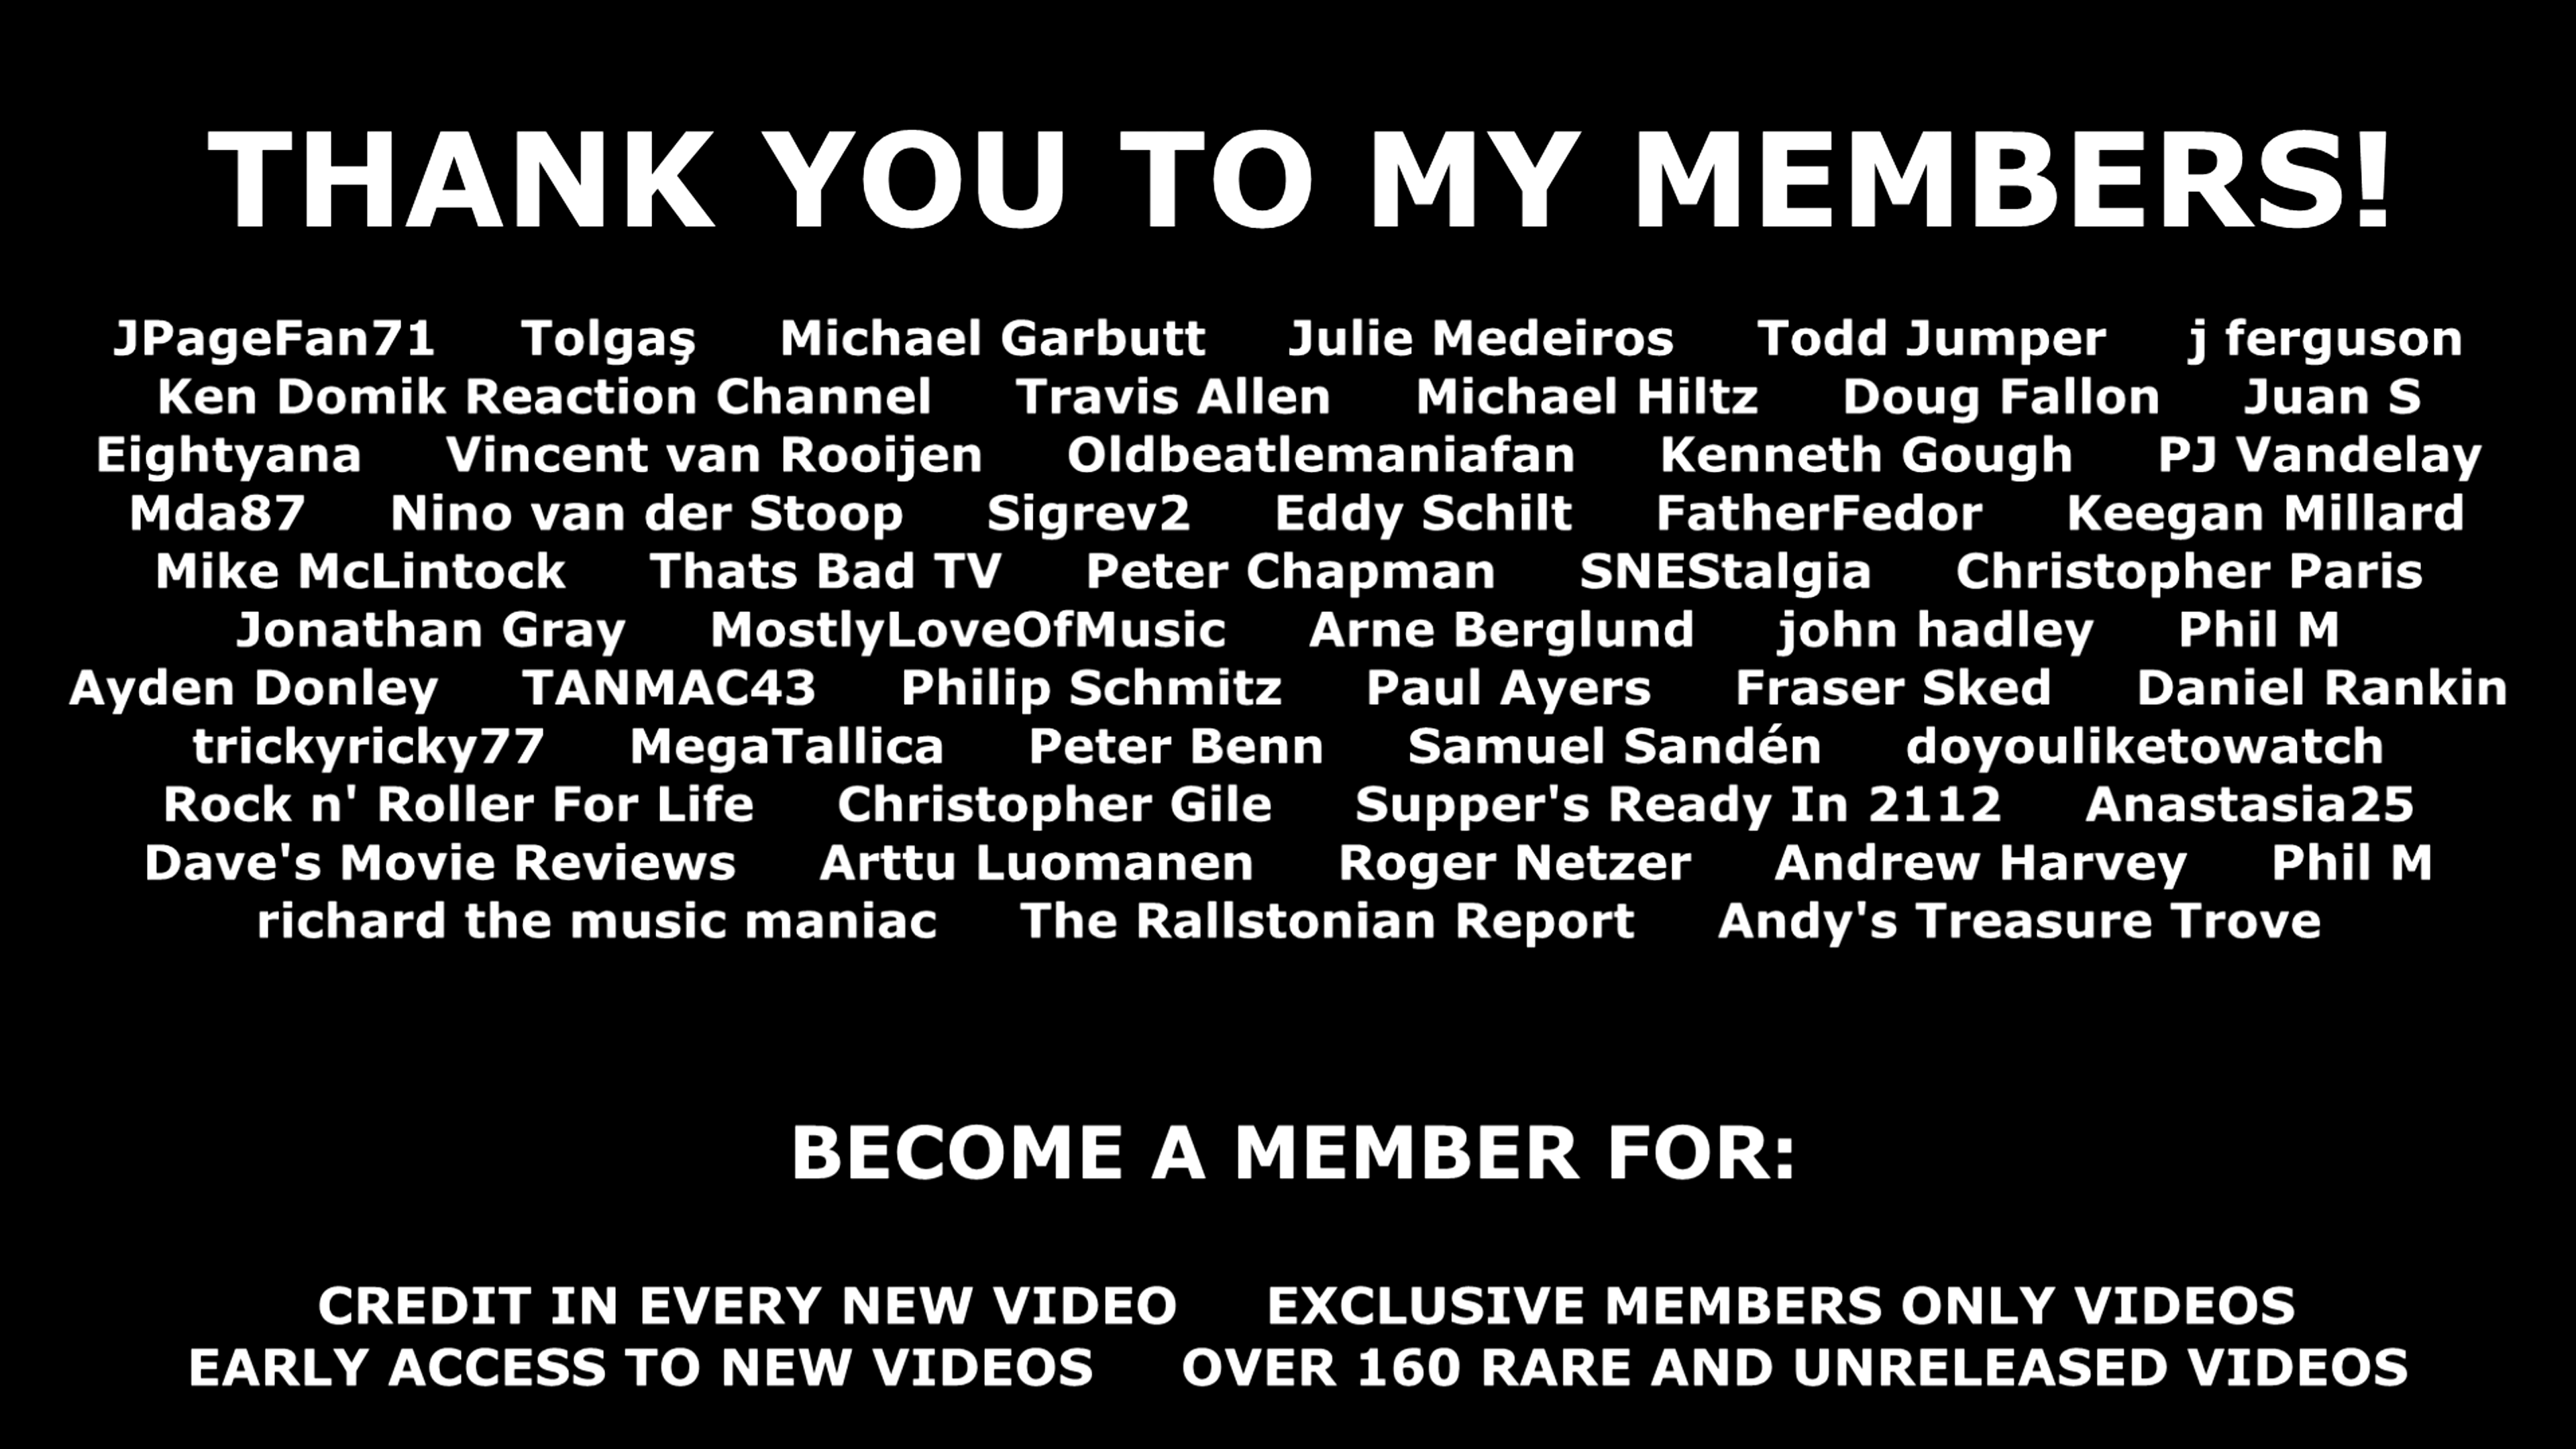 THANK YOU TO MY MEMBERS!
JPageFan71 Tolgaş Michael Garbutt Julie Medeiros Todd Jumper j ferguson
Ken Domik Reaction Channel Travis Allen Michael Hiltz Doug Fallon Juan S
Eightyana Vincent van Rooijen Oldbeatlemaniafan Kenneth Gough PJ Vandelay
Mda87 Nino van der Stoop Sigrev2 Eddy Schilt FatherFedor Keegan Millard
Mike McLintock Thats Bad TV Peter Chapman SNEStalgia Christopher Paris
Jonathan Gray MostlyLoveOfMusic Arne Berglund john hadley Phil M
Ayden Donley TANMAC43 Philip Schmitz Paul Ayers Fraser Sked Daniel Rankin
trickyricky77 MegaTallica Peter Benn Samuel Sandén doyouliketowatch
Rock n' Roller For Life Christopher Gile Supper's Ready In 2112 Anastasia25
Dave's Movie Reviews Arttu Luomanen Roger Netzer Andrew Harvey Phil M
richard the music maniac The Rallstonian Report Andy's Treasure Trove
BECOME A MEMBER FOR:
CREDIT IN EVERY NEW VIDEO EXCLUSIVE MEMBERS ONLY VIDEOS
EARLY ACCESS TO NEW VIDEOS OVER 160 RARE AND UNRELEASED VIDEOS